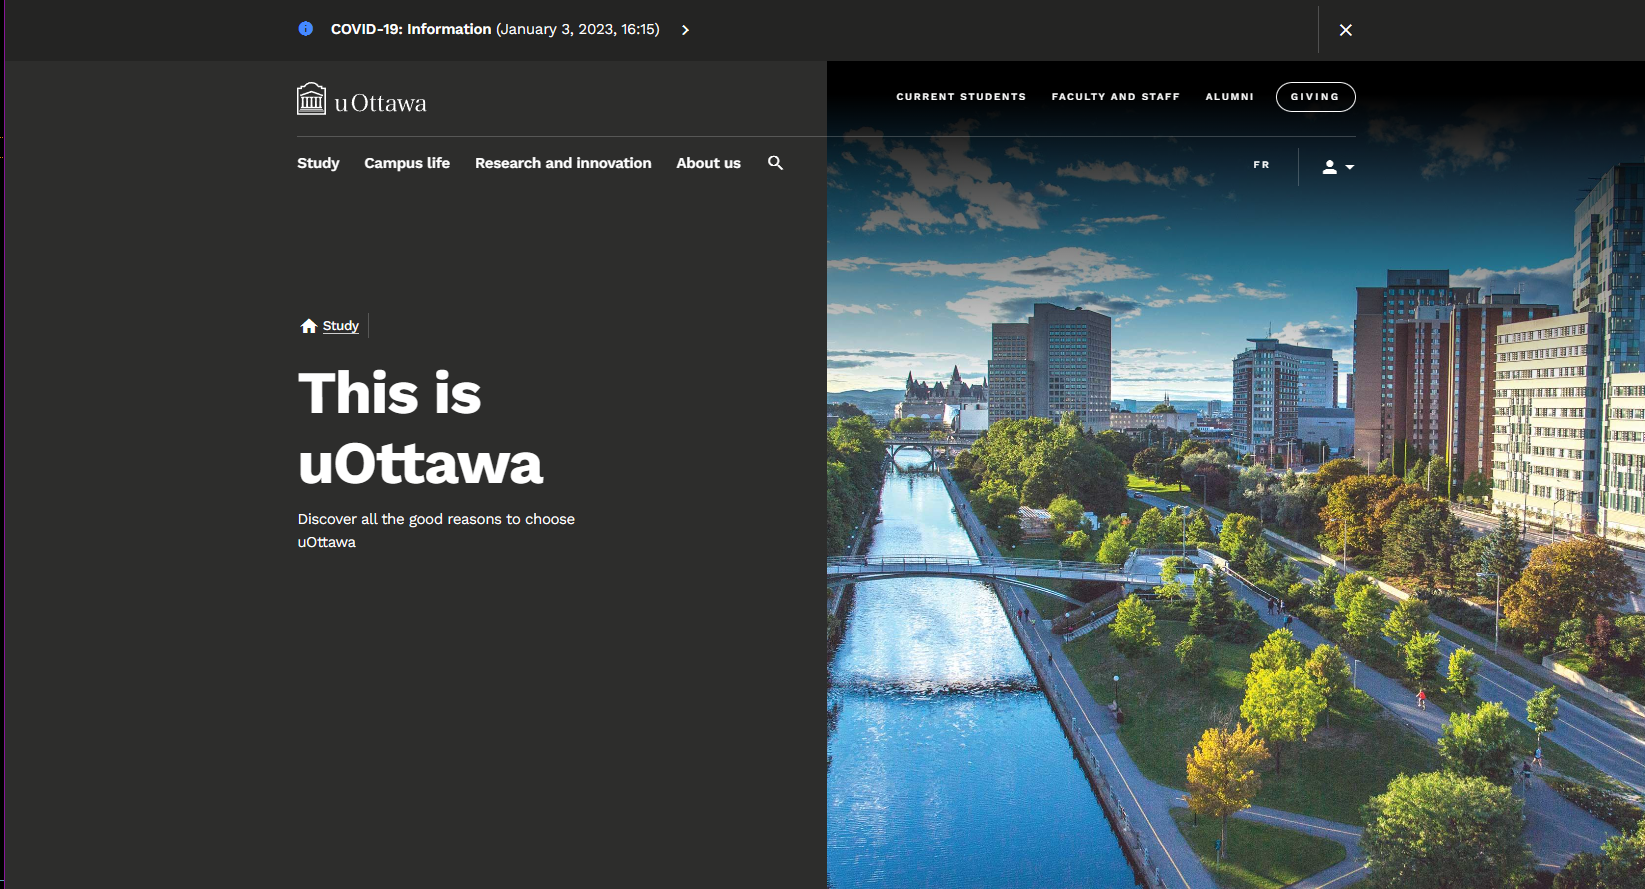 COVID-19: Information (January 3, 2023, 16:15)
uOttawa
CURRENT STUDENTS FACULTY AND STAFF ALUMNI GIVING
Study Campus life Research and innovation About us
FR
Study
This is
uOttawa
Discover all the good reasons to choose
uOttawa